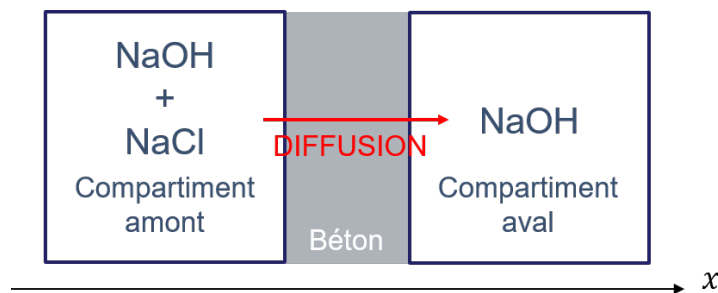 NaOH
+
NaCl
Compartiment
amont
DIFFUSION
Béton
NaOH
Compartiment
aval
x